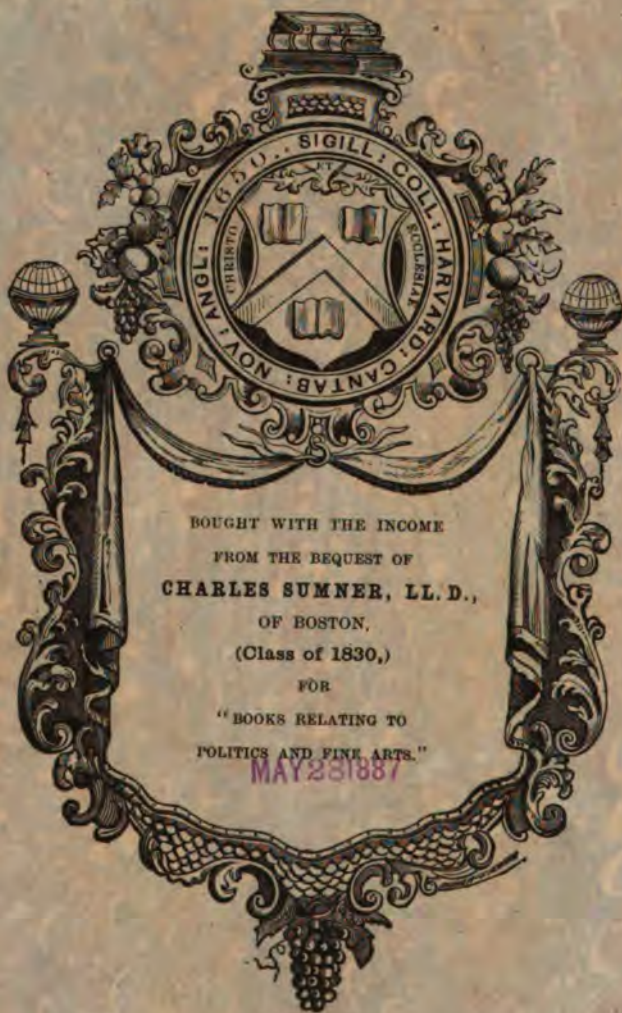 SIGILL: COLL: HARVARD: CANTAB: NOV: ANGL: 1650.
ET
CHRISTO
ECCLESIAE
BOUGHT WITH THE INCOME
FROM THE BEQUEST OF
CHARLES SUMNER, LL. D.,
OF BOSTON,
(Class of 1830,)
FOR
"BOOKS RELATING TO
POLITICS AND FINE ARTS."
MAY 28 1887